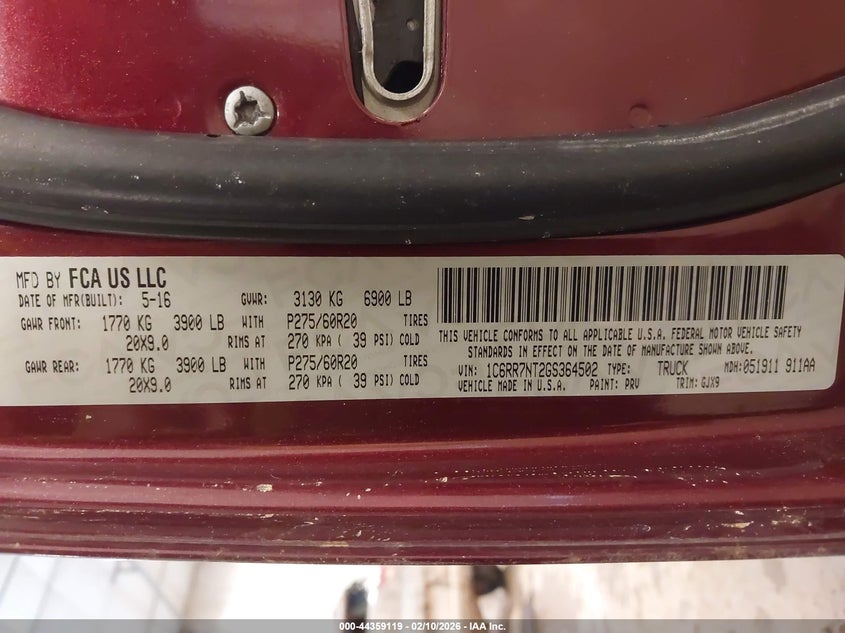 MFD BY FCA US LLC
DATE OF MFR(BUILT): 5-16 GVWR: 3130 KG 6900 LB
GAWR FRONT: 1770 KG 3900 LB WITH P275/60R20 TIRES
20X9.0 RIMS AT 270 KPA ( 39 PSI) COLD
GAWR REAR: 1770 KG 3900 LB WITH P275/60R20 TIRES
20X9.0 RIMS AT 270 KPA ( 39 PSI) COLD
THIS VEHICLE CONFORMS TO ALL APPLICABLE U.S.A. FEDERAL MOTOR VEHICLE SAFETY
STANDARDS IN EFFECT ON THE DATE OF MANUFACTURE SHOWN ABOVE.
VIN: 1C6RR7NT2GS364502 TYPE: TRUCK MDH:051911 911AA
VEHICLE MADE IN U.S.A. PAINT: PRV TRIM: GJX9
000-44359119 - 02/10/2026 - IAA Inc.